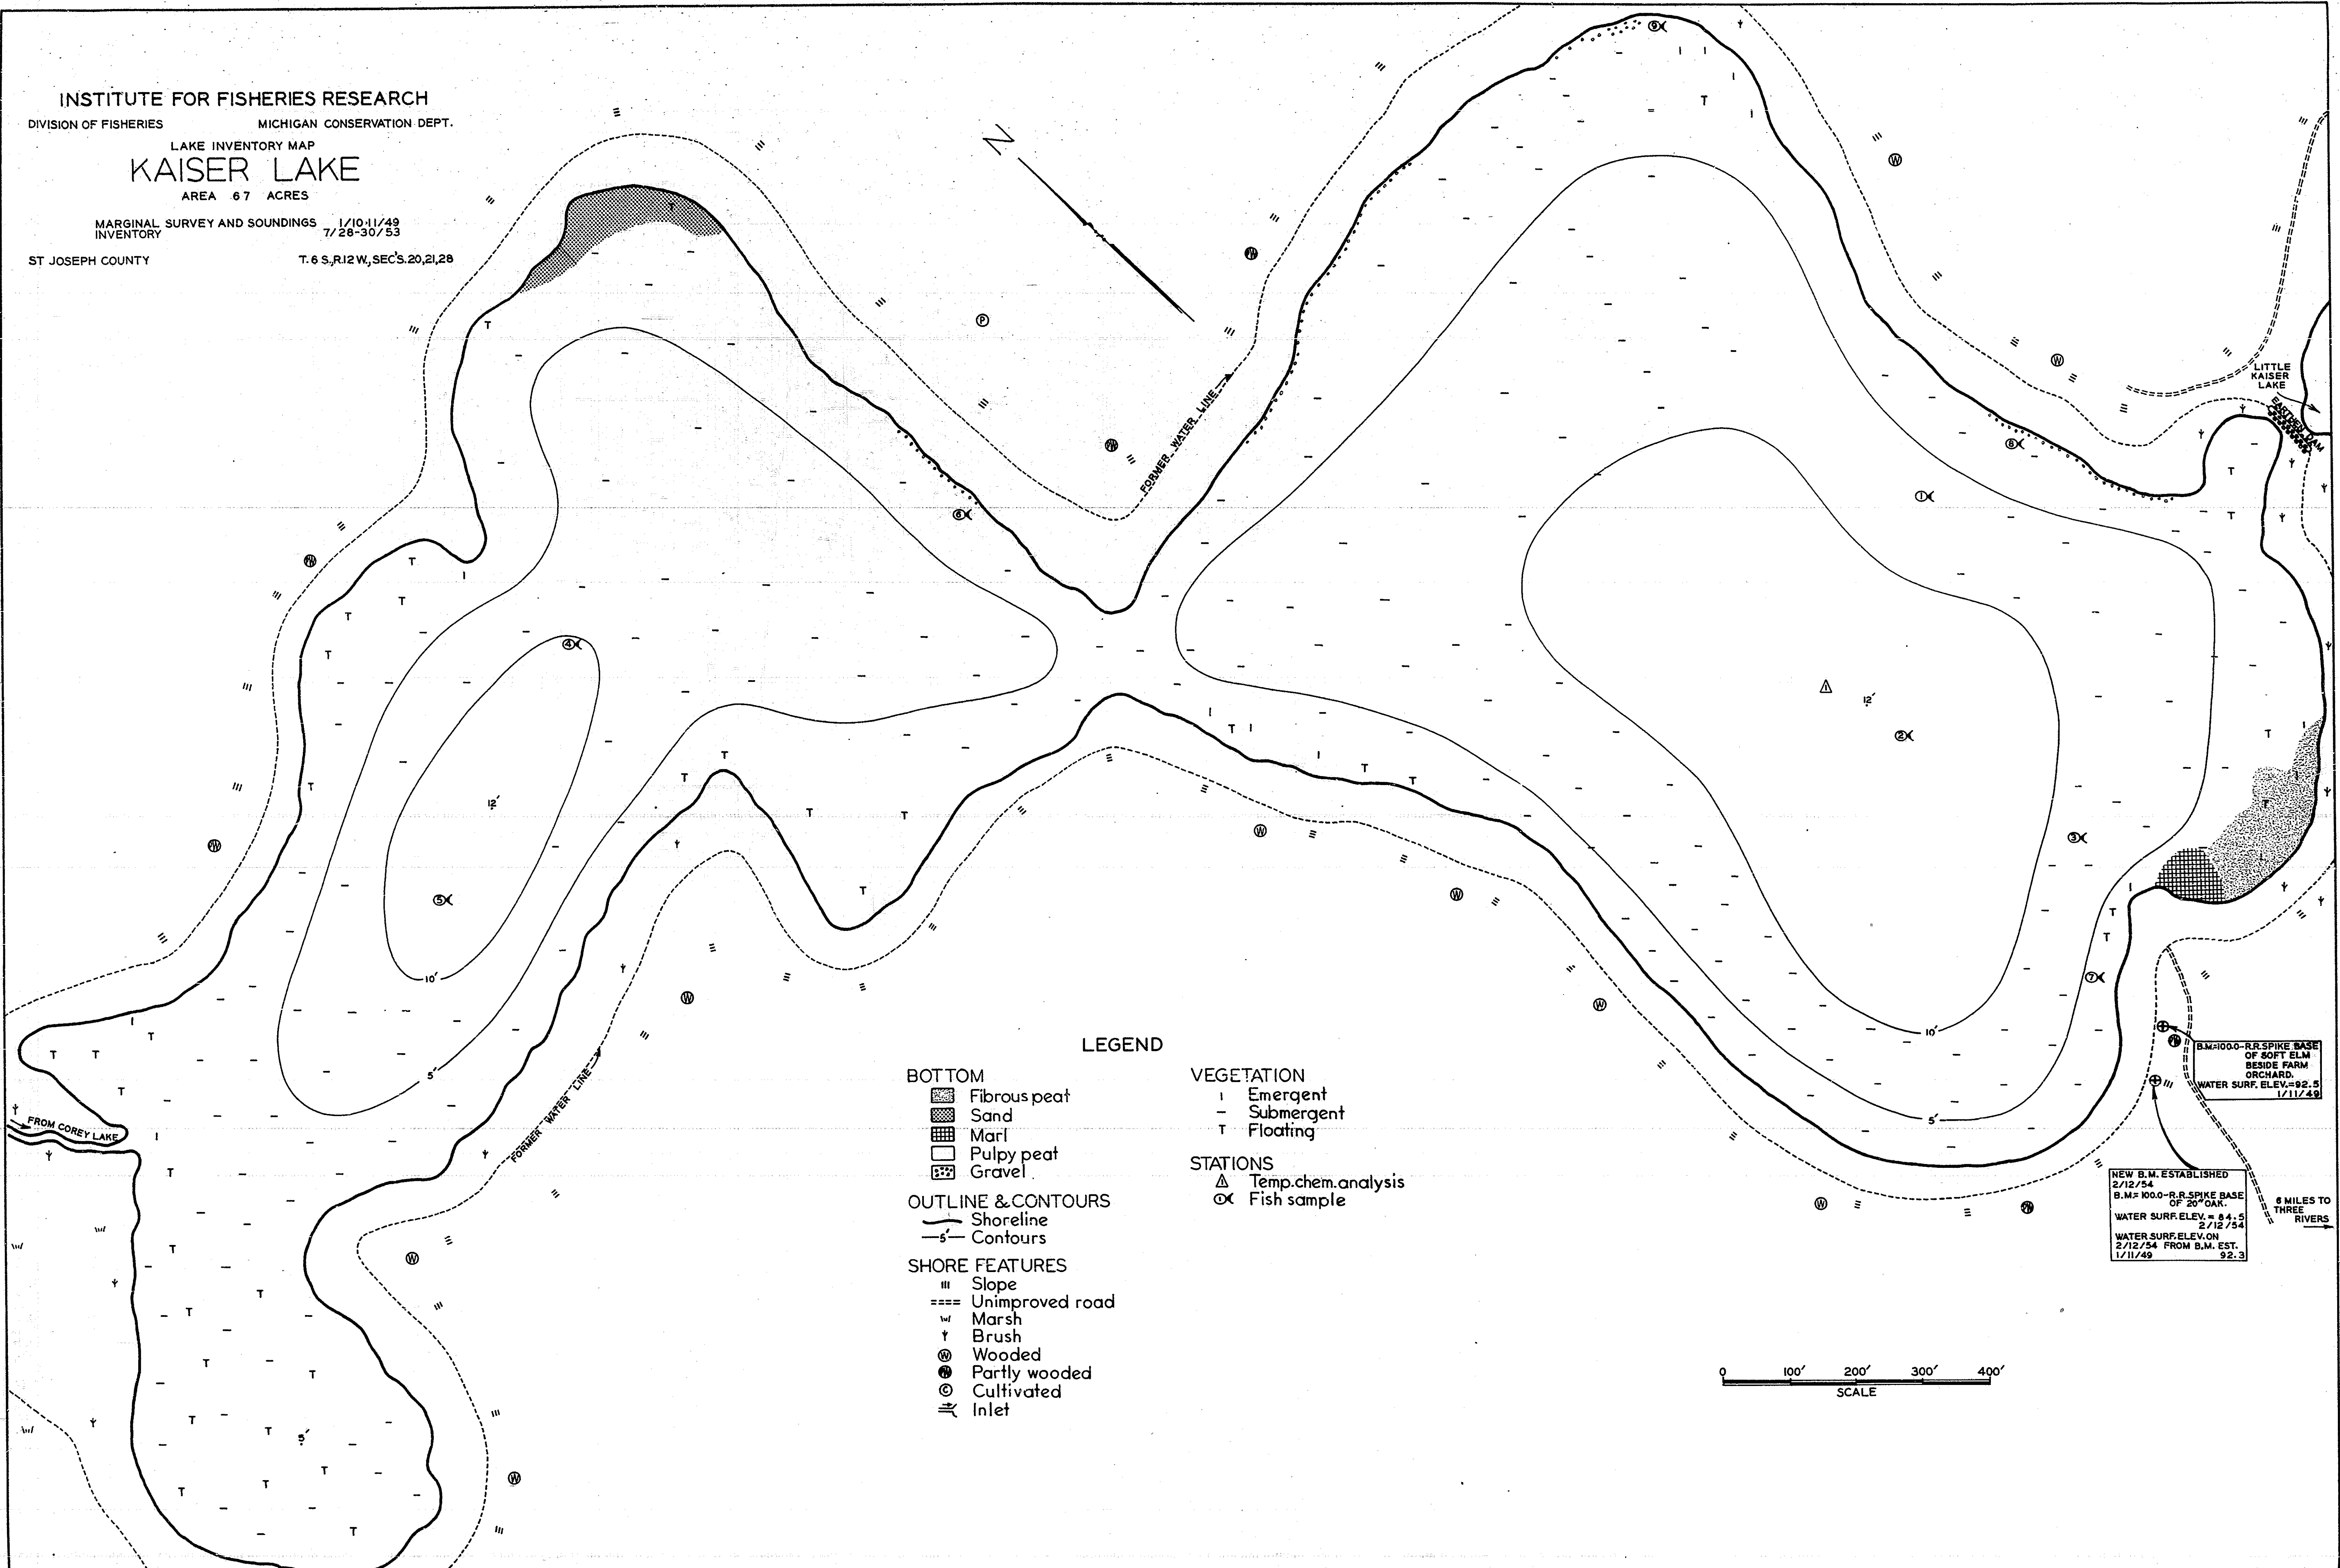 INSTITUTE FOR FISHERIES RESEARCH
DIVISION OF FISHERIES MICHIGAN CONSERVATION DEPT.
LAKE INVENTORY MAP
KAISER LAKE
AREA 67 ACRES
MARGINAL SURVEY AND SOUNDINGS 1/10-11/49
INVENTORY 7/28-30/53
ST JOSEPH COUNTY T. 6 S., R.12 W., SEC'S. 20,21,28
N
FORMER WATER LINE
LITTLE
KAISER
LAKE
EARTHEN DAM
12'
12'
10'
10'
5'
5'
5'
FROM COREY LAKE
FORMER WATER LINE
B.M.=100.0-R.R.SPIKE BASE
OF SOFT ELM
BESIDE FARM
ORCHARD.
WATER SURF. ELEV.=92.5
1/11/49
NEW B.M. ESTABLISHED
2/12/54
B.M.= 100.0-R.R.SPIKE BASE
OF 20" OAK.
WATER SURF. ELEV. = 84.5
2/12/54
WATER SURF. ELEV. ON
2/12/54 FROM B.M. EST.
1/11/49 92.3
6 MILES TO
THREE
RIVERS
LEGEND
BOTTOM
Fibrous peat
Sand
Marl
Pulpy peat
Gravel
OUTLINE & CONTOURS
Shoreline
5' Contours
SHORE FEATURES
Slope
Unimproved road
Marsh
Brush
W Wooded
PW Partly wooded
C Cultivated
Inlet
VEGETATION
I Emergent
– Submergent
T Floating
STATIONS
1 Temp. chem. analysis
1 Fish sample
0 100' 200' 300' 400'
SCALE